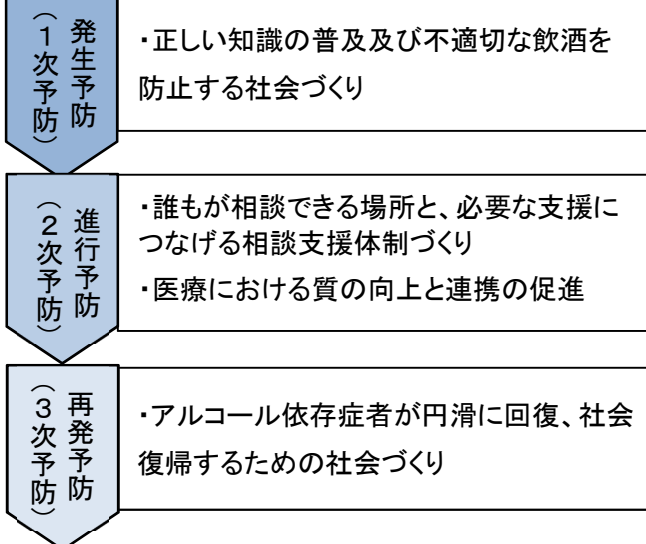 発生予防
（１次予防）
・正しい知識の普及及び不適切な飲酒を
防止する社会づくり
進行予防
（２次予防）
・誰もが相談できる場所と、必要な支援に
つなげる相談支援体制づくり
・医療における質の向上と連携の促進
再発予防
（３次予防）
・アルコール依存症者が円滑に回復、社会
復帰するための社会づくり